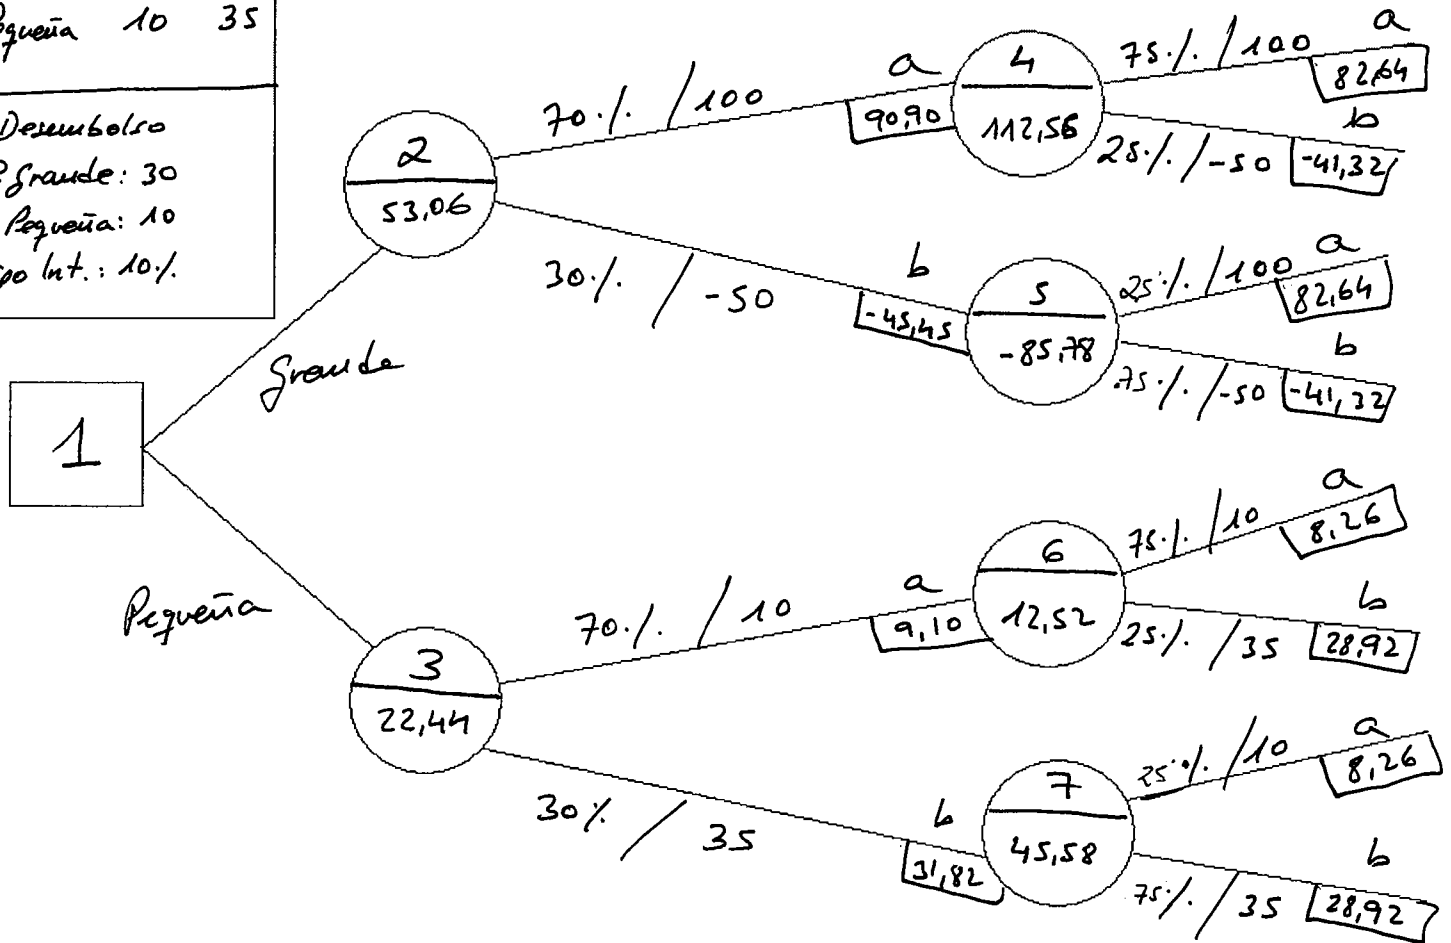 Pequeña 10 35
Desembolso
P. Grande: 30
Pequeña: 10
Tipo Int.: 10%
1
Grande
Pequeña
2
53,06
70% / 100
a
90,90
30% / -50
b
-45,45
4
112,56
75% / 100
a
82,64
25% / -50
b
-41,32
5
-85,78
25% / 100
a
82,64
75% / -50
b
-41,32
3
22,44
70% / 10
a
9,10
30% / 35
b
31,82
6
12,52
75% / 10
a
8,26
25% / 35
b
28,92
7
45,58
25% / 10
a
8,26
75% / 35
b
28,92